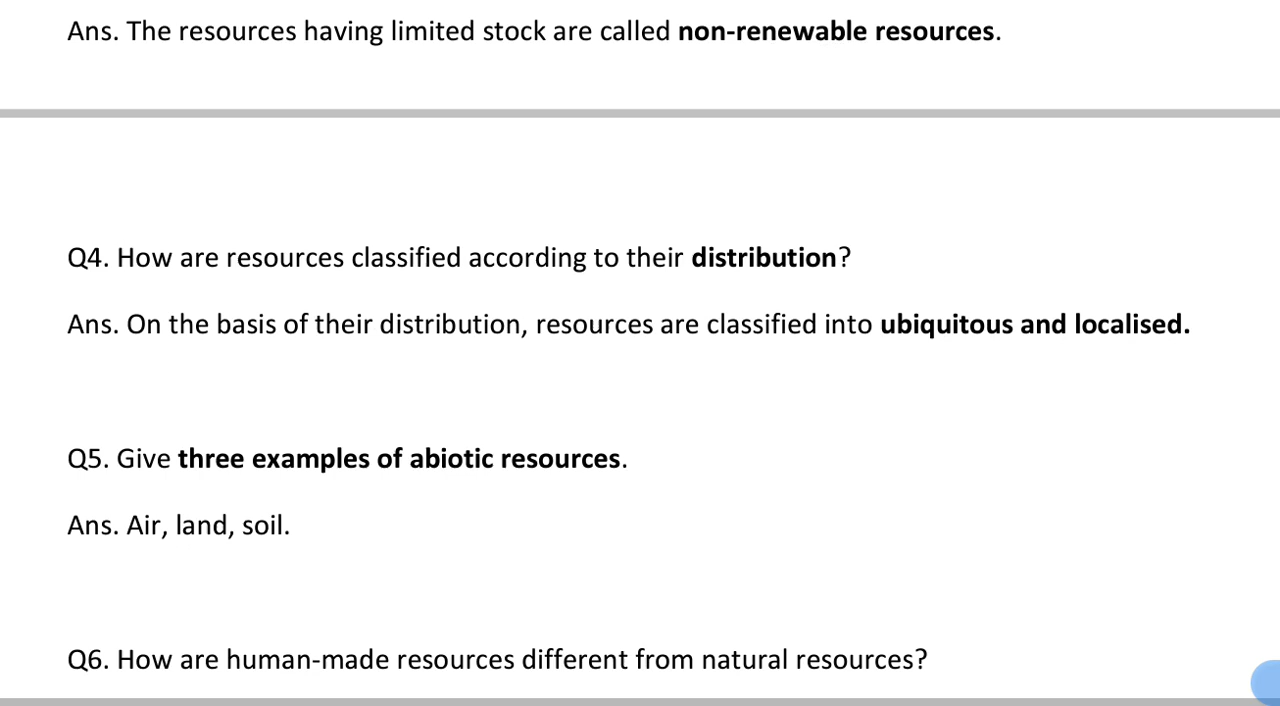 Ans. The resources having limited stock are called non-renewable resources.
Q4. How are resources classified according to their distribution?
Ans. On the basis of their distribution, resources are classified into ubiquitous and localised.
Q5. Give three examples of abiotic resources.
Ans. Air, land, soil.
Q6. How are human-made resources different from natural resources?